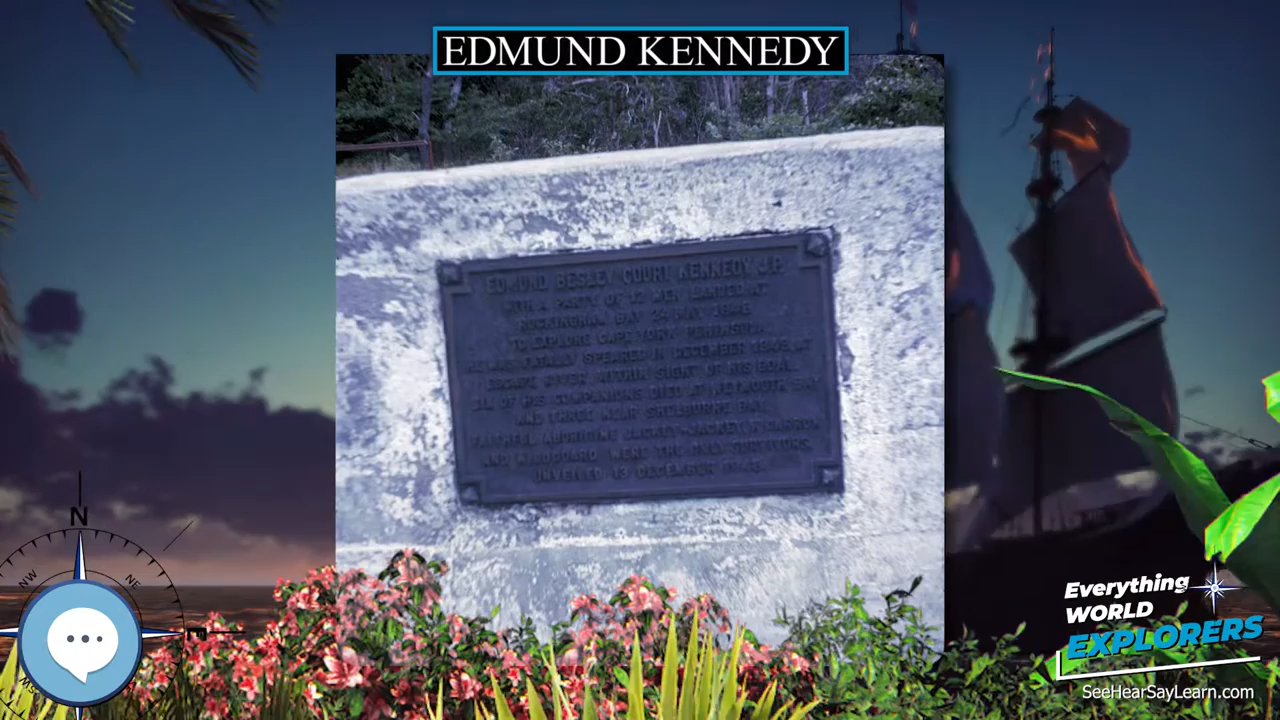 EDMUND KENNEDY
EDMUND BESLEY COURT KENNEDY J.P.
WITH A PARTY OF 12 MEN LANDED AT
ROCKINGHAM BAY 24 MAY 1848
TO EXPLORE CAPE YORK PENINSULA
HE WAS FATALLY SPEARED IN DECEMBER 1848 AT
ESCAPE RIVER WITHIN SIGHT OF HIS GOAL
OF HIS COMPANIONS DIED AT WEYMOUTH BAY
AND THREE NEAR SHELBURNE BAY
FAITHFUL ABORIGINE JACKEY-JACKEY, CARRON
AND WERE THE ONLY SURVIVORS
UNVEILED 13 DECEMBER 1948
N
NW
NE
E
Everything
WORLD
EXPLORERS
SeeHearSayLearn.com